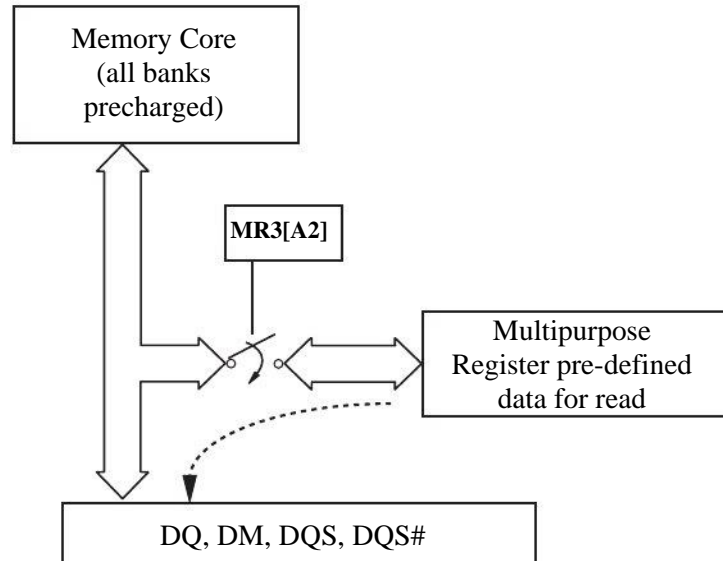 Memory Core
(all banks
precharged)
MR3[A2]
Multipurpose
Register pre-defined
data for read
DQ, DM, DQS, DQS#